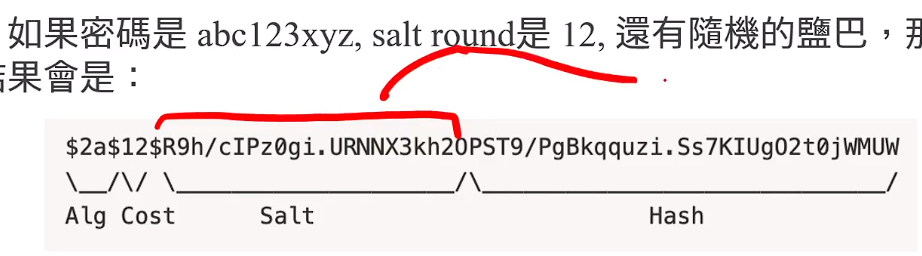 如果密碼是 abc123xyz, salt round是 12, 還有隨機的鹽巴，那
結果會是：
$2a$12$R9h/cIPz0gi.URNNX3kh2OPST9/PgBkqquzi.Ss7KIUgO2t0jWMUW
\__/\/ \____________________/\_____________________________/
Alg Cost      Salt                        Hash